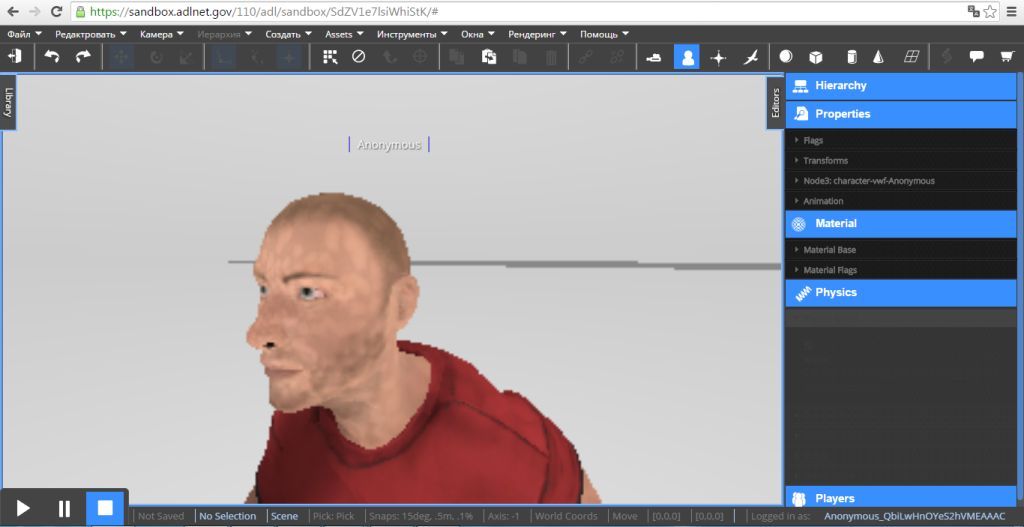 https://sandbox.adlnet.gov/110/adl/sandbox/SdZV1e7lsiWhiStK/#
Файл Редактровать Камера Иерархия Создать Assets Инструменты Окна Рендеринг Помощь
Library
Editors
Anonymous
Hierarchy
Properties
Flags
Transforms
Node3: character-vwf-Anonymous
Animation
Material
Material Base
Material Flags
Physics
Players
Not Saved No Selection Scene Pick: Pick Snaps: 15deg, .5m, .1% Axis: -1 World Coords Move [0,0,0] [0,0,0] Logged in as: Anonymous_QbiLwHnOYeS2hVMEAAAC